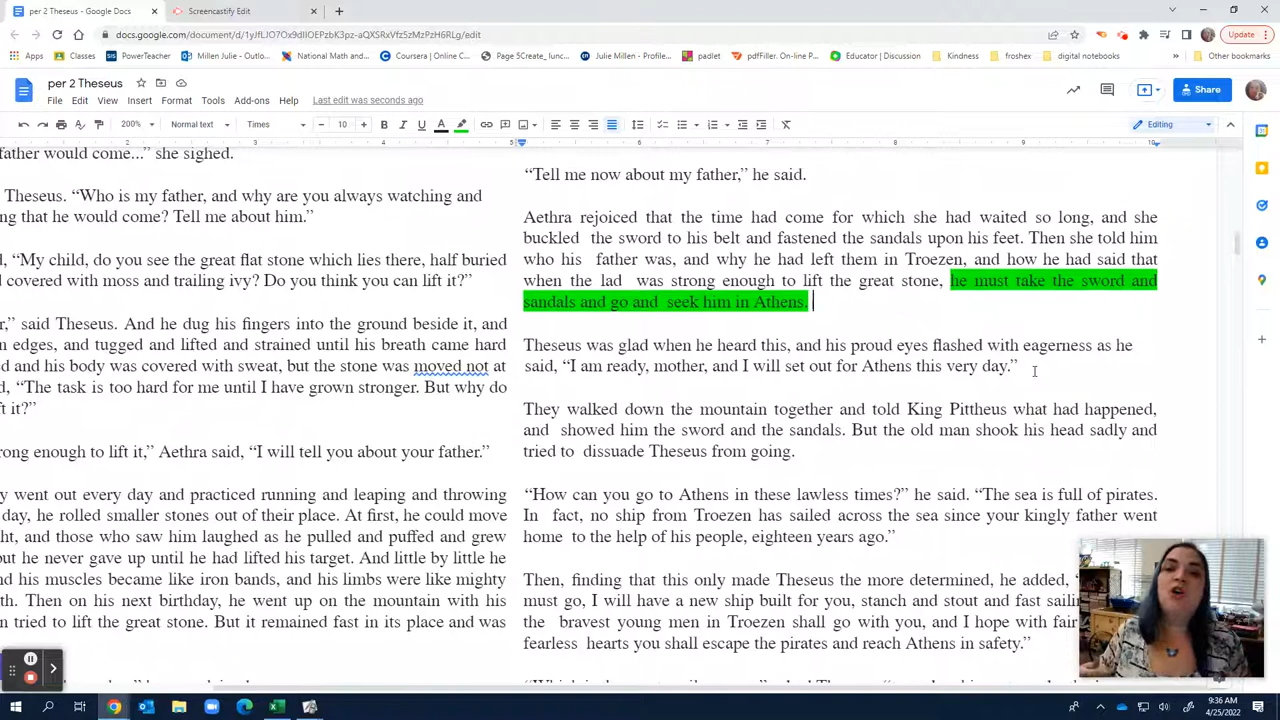 per 2 Theseus - Google Docs
Screencastify Edit
Update
Apps
Classes
PowerTeacher
Millen Julie - Outlo...
National Math and...
Coursera | Online C...
Page 5Crebe_ lunc...
Julie Millen - Profile...
padlet
pdfFiller. On-line P...
Educator | Discussion
Kindness
froshex
digital notebooks
Other bookmarks
per 2 Theseus
File Edit View Insert Format Tools Add-ons Help Last edit was seconds ago
Share
200% Normal text Times 10 Editing
father would come...” she sighed.
Theseus. “Who is my father, and why are you always watching and
ng that he would come? Tell me about him.”
d, “My child, do you see the great flat stone which lies there, half buried
d covered with moss and trailing ivy? Do you think you can lift it?”
r,” said Theseus. And he dug his fingers into the ground beside it, and
n edges, and tugged and lifted and strained until his breath came hard
ed and his body was covered with sweat, but the stone was moved not at
d, “The task is too hard for me until I have grown stronger. But why do
ft it?”
rong enough to lift it,” Aethra said, “I will tell you about your father.”
y went out every day and practiced running and leaping and throwing
day, he rolled smaller stones out of their place. At first, he could move
ht, and those who saw him laughed as he pulled and puffed and grew
but he never gave up until he had lifted his target. And little by little he
nd his muscles became like iron bands, and his limbs were like mighty
th. Then on his next birthday, he went up on the mountain with his
n tried to lift the great stone. But it remained fast in its place and was
“Tell me now about my father,” he said.
Aethra rejoiced that the time had come for which she had waited so long, and she
buckled the sword to his belt and fastened the sandals upon his feet. Then she told him
who his father was, and why he had left them in Troezen, and how he had said that
when the lad was strong enough to lift the great stone, he must take the sword and
sandals and go and seek him in Athens.
Theseus was glad when he heard this, and his proud eyes flashed with eagerness as he
said, “I am ready, mother, and I will set out for Athens this very day.”
They walked down the mountain together and told King Pittheus what had happened,
and showed him the sword and the sandals. But the old man shook his head sadly and
tried to dissuade Theseus from going.
“How can you go to Athens in these lawless times?” he said. “The sea is full of pirates.
In fact, no ship from Troezen has sailed across the sea since your kingly father went
home to the help of his people, eighteen years ago.”
Then, finding that this only made Theseus the more determined, he added, “
must go, I will have a new ship built for you, stanch and stout and fast sail
the bravest young men in Troezen shall go with you, and I hope with fair
fearless hearts you shall escape the pirates and reach Athens in safety.”
9:36 AM
4/25/2022